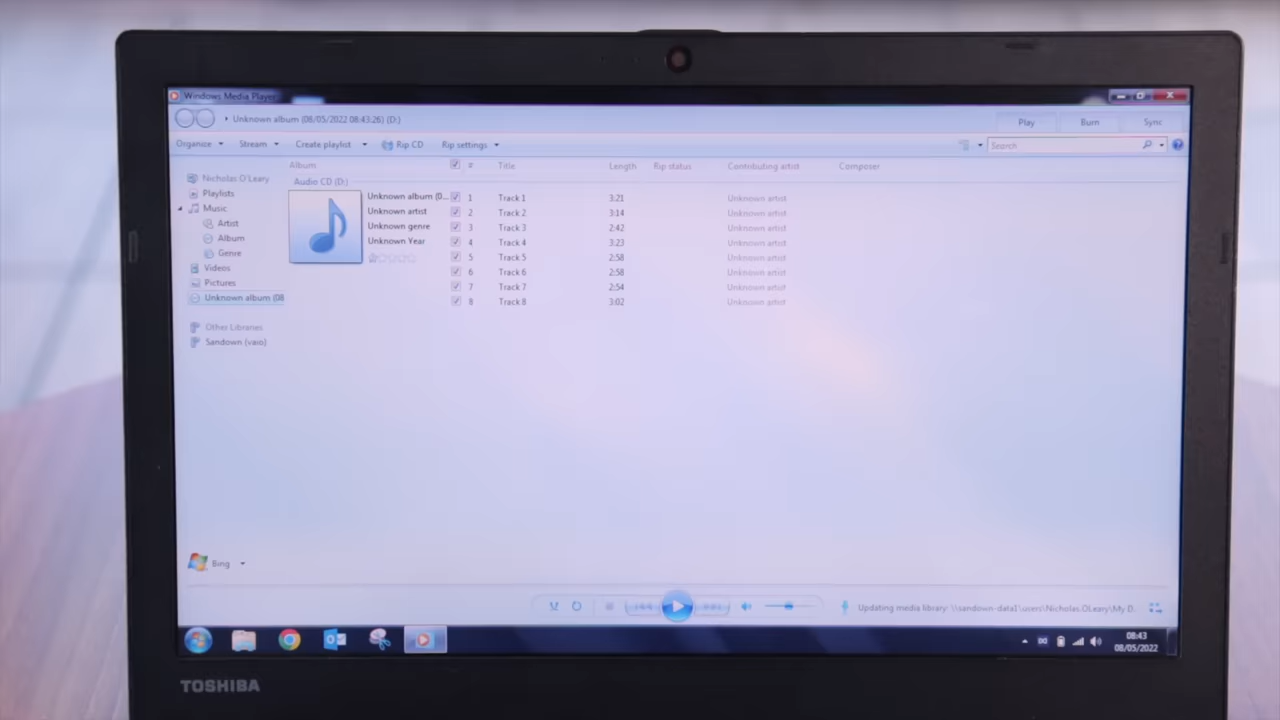 Windows Media Player
Unknown album (08/05/2022 08:43:26) (D:)
Play Burn Sync
Organize Stream Create playlist Rip CD Rip settings Search
Album # Title Length Rip status Contributing artist Composer
Nicholas.O'Leary
Playlists
Music
Artist
Album
Genre
Videos
Pictures
Unknown album (08
Other Libraries
Sandown (vaio)
Audio CD (D:)
Unknown album (0...
Unknown artist
Unknown genre
Unknown Year
1 Track 1 3:21 Unknown artist
2 Track 2 3:14 Unknown artist
3 Track 3 2:42 Unknown artist
4 Track 4 3:23 Unknown artist
5 Track 5 2:58 Unknown artist
6 Track 6 2:58 Unknown artist
7 Track 7 2:54 Unknown artist
8 Track 8 3:02 Unknown artist
Bing
Updating media library: \\sandown-data1\users\Nicholas.OLeary\My D...
08:43
08/05/2022
TOSHIBA